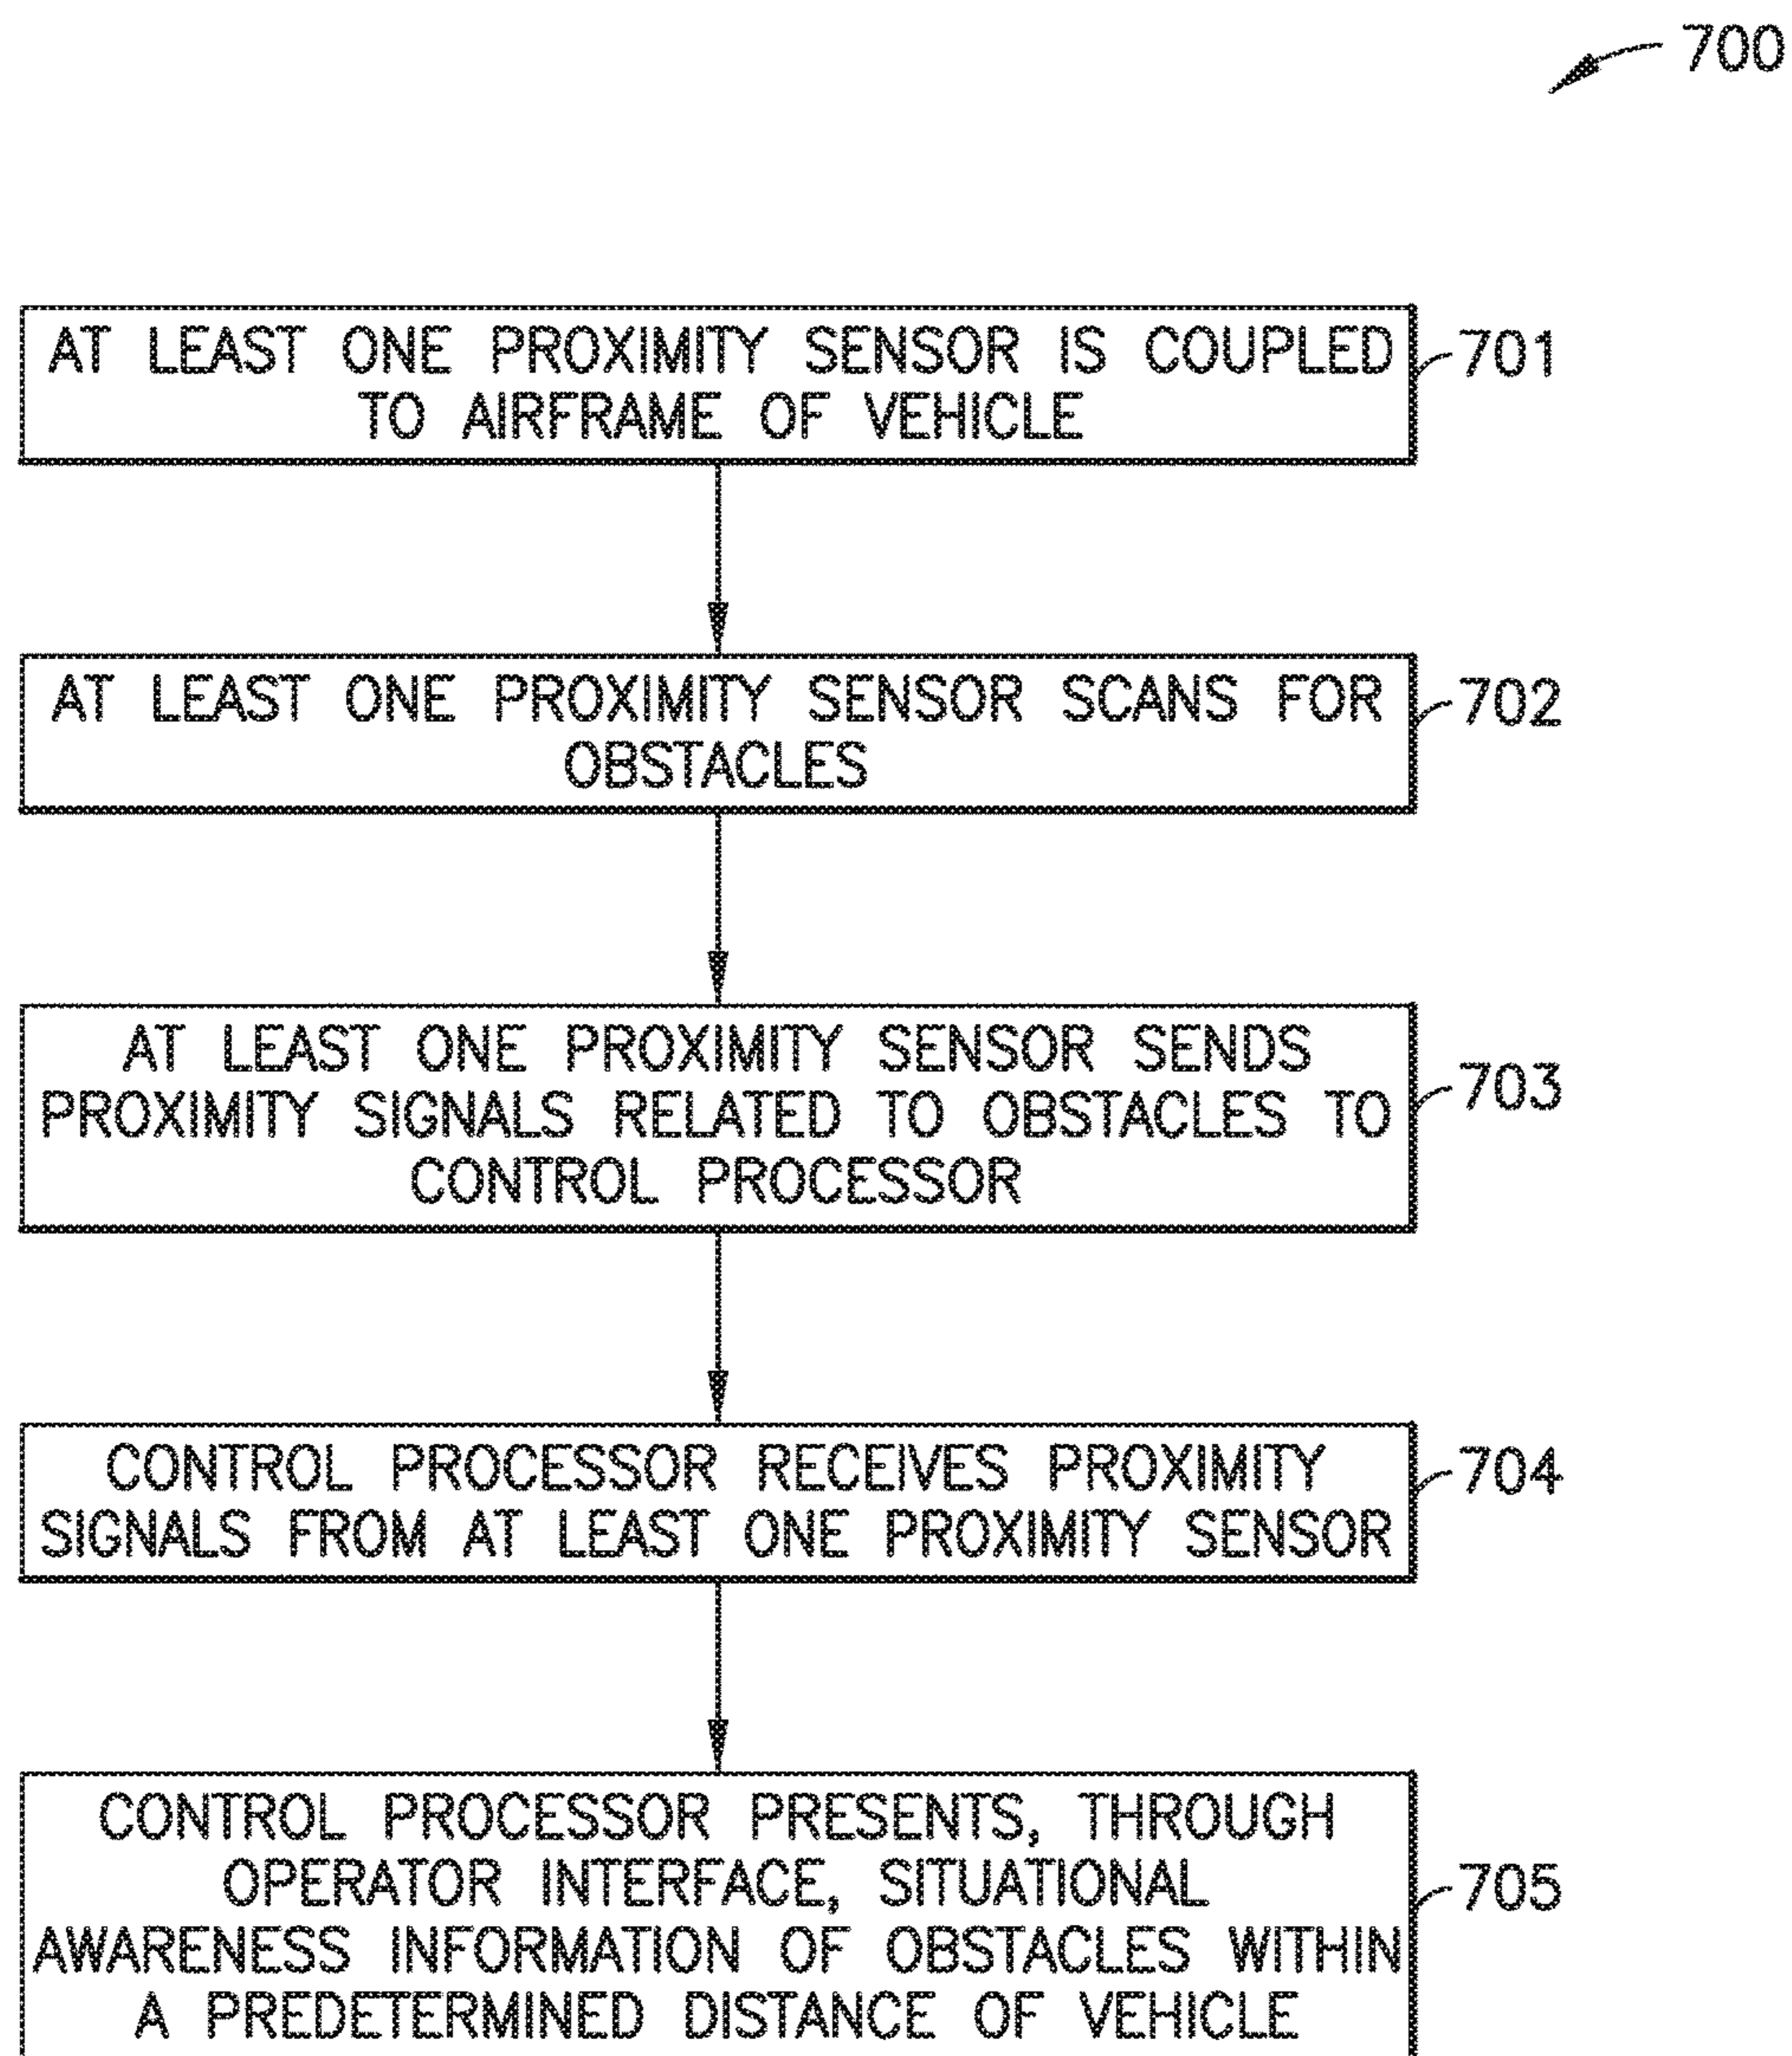 700
AT LEAST ONE PROXIMITY SENSOR IS COUPLED
TO AIRFRAME OF VEHICLE
701
AT LEAST ONE PROXIMITY SENSOR SCANS FOR
OBSTACLES
702
AT LEAST ONE PROXIMITY SENSOR SENDS
PROXIMITY SIGNALS RELATED TO OBSTACLES TO
CONTROL PROCESSOR
703
CONTROL PROCESSOR RECEIVES PROXIMITY
SIGNALS FROM AT LEAST ONE PROXIMITY SENSOR
704
CONTROL PROCESSOR PRESENTS, THROUGH
OPERATOR INTERFACE, SITUATIONAL
AWARENESS INFORMATION OF OBSTACLES WITHIN
A PREDETERMINED DISTANCE OF VEHICLE
705